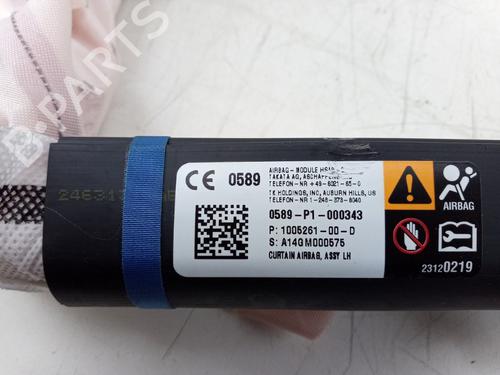 B-Parts
246317
CE 0589
AIRBAG - MODULE
TAKATA AG,
TELEFON - NR +49-6021-65-0
TK HOLDINGS, INC, AUBURN HILLS, US
TELEFON - NR 1-248-373-8040
0589-P1-000343
P: 1005261-00-D
S: A14GM000575
CURTAIN AIRBAG, ASSY LH
AIRBAG
23120219